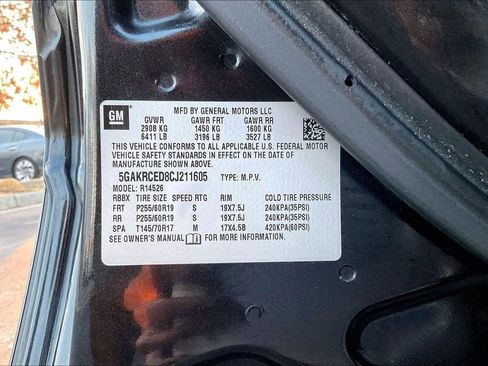 GM
MFD BY GENERAL MOTORS LLC
GVWR GAWR FRT GAWR RR
2908 KG 1450 KG 1600 KG
6411 LB 3196 LB 3527 LB
THIS VEHICLE CONFORMS TO ALL APPLICABLE U.S. FEDERAL MOTOR
VEHICLE SAFETY AND THEFT PREVENTION STANDARDS IN EFFECT ON THE DATE OF
MANUFACTURE SHOWN ABOVE.
5GAKRCED8CJ211605 TYPE: M.P.V.
MODEL: R14526
RBBX TIRE SIZE SPEED RTG RIM COLD TIRE PRESSURE
FRT P255/60R19 S 19X7.5J 240KPA(35PSI)
RR P255/60R19 S 19X7.5J 240KPA(35PSI)
SPA T145/70R17 M 17X4.5B 420KPA(60PSI)
SEE OWNER'S MANUAL FOR MORE INFORMATION.